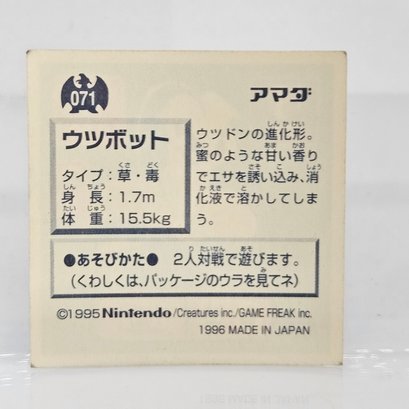 071
アマダ
ウツボット
タイプ：草・毒
身長：1.7m
体重：15.5kg
ウツドンの進化形。
蜜のような甘い香り
でエサを誘い込み、消
化液で溶かしてしま
う。
●あそびかた● 2人対戦で遊びます。
(くわしくは、パッケージのウラを見てネ)
©1995 Nintendo/Creatures inc./GAME FREAK inc.
1996 MADE IN JAPAN